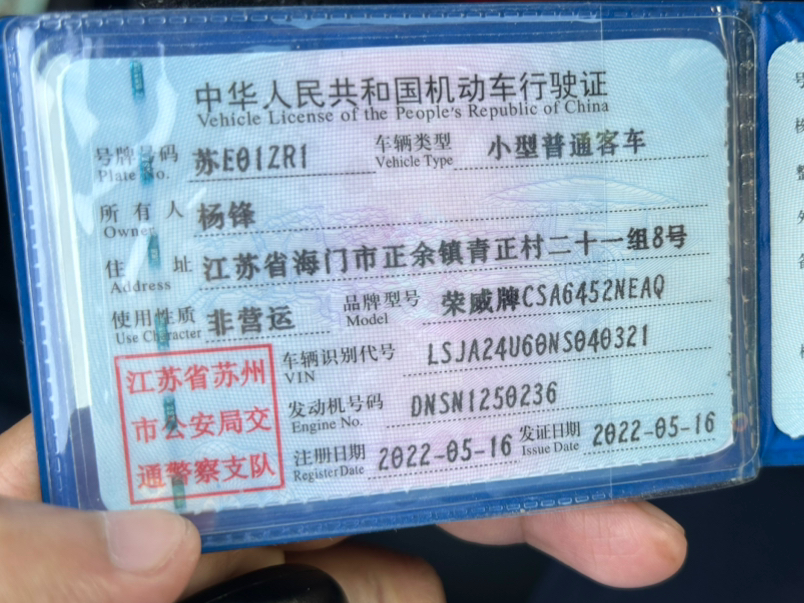 中华人民共和国机动车行驶证
Vehicle License of the People's Republic of China
号牌号码 苏E01ZR1 车辆类型 小型普通客车
Plate No. Vehicle Type
所有人 杨锋
Owner
住址 江苏省海门市正余镇青正村二十一组8号
Address
使用性质 非营运 品牌型号 荣威牌CSA6452NEAQ
Use Character Model
车辆识别代号 LSJA24U60NS040321
VIN
发动机号码 DNSN1250236
Engine No.
注册日期 2022-05-16 发证日期 2022-05-16
Register Date Issue Date
江苏省苏州
市公安局交
通警察支队